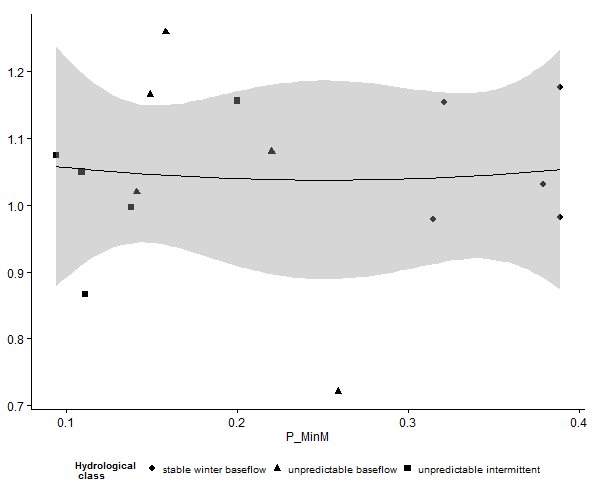 1.2
1.1
1.0
0.9
0.8
0.7
0.1 0.2 0.3 0.4
P_MinM
Hydrological
class
stable winter baseflow unpredictable baseflow unpredictable intermittent